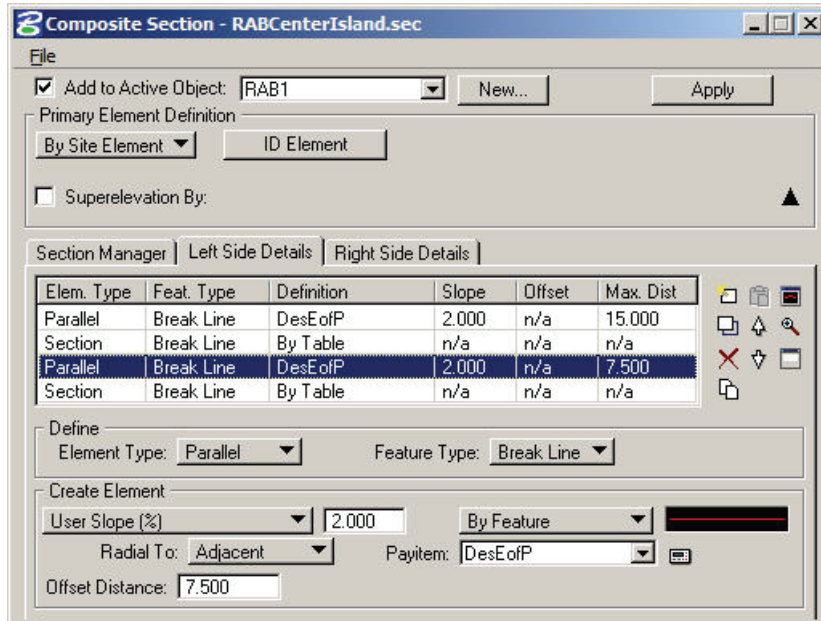 Composite Section - RABCenterIsland.sec
File
Add to Active Object: RAB1 New... Apply
Primary Element Definition
By Site Element ID Element
Superelevation By:
Section Manager Left Side Details Right Side Details
Elem. Type Feat. Type Definition Slope Offset Max. Dist
Parallel Break Line DesEofP 2.000 n/a 15.000
Section Break Line By Table n/a n/a n/a
Parallel Break Line DesEofP 2.000 n/a 7.500
Section Break Line By Table n/a n/a n/a
Define
Element Type: Parallel Feature Type: Break Line
Create Element
User Slope (%) 2.000 By Feature
Radial To: Adjacent Payitem: DesEofP
Offset Distance: 7.500